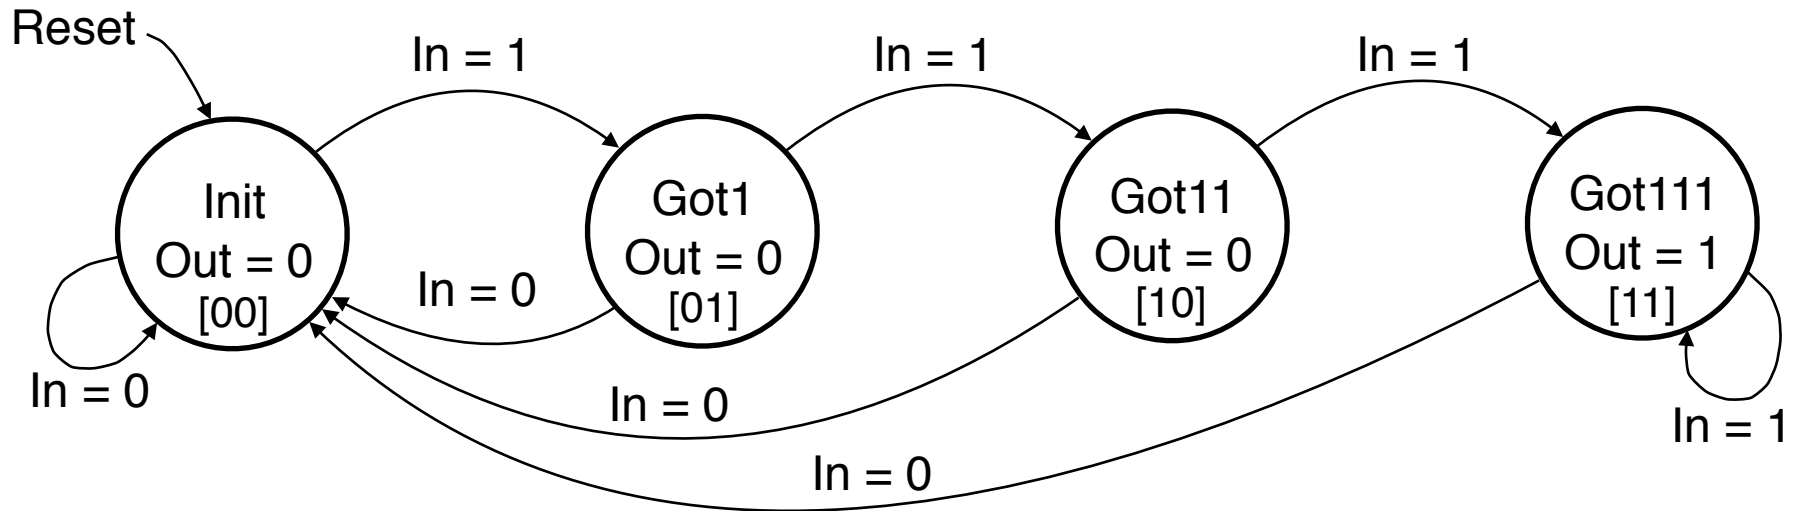 Reset
In = 1
In = 1
In = 1
Init
Out = 0
[00]
Got1
Out = 0
[01]
Got11
Out = 0
[10]
Got111
Out = 1
[11]
In = 0
In = 0
In = 0
In = 0
In = 1